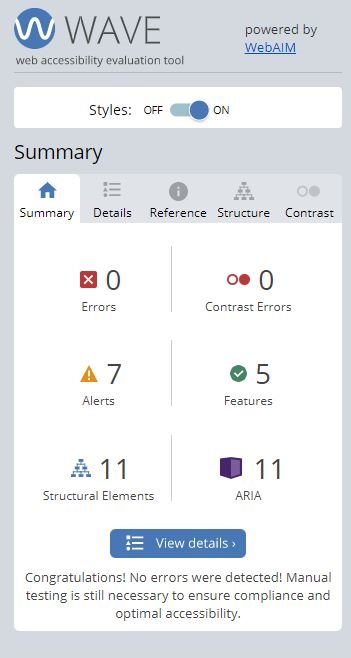 WAVE
web accessibility evaluation tool
powered by
WebAIM
Styles: OFF ON
Summary
Summary Details Reference Structure Contrast
0 0
Errors Contrast Errors
7 5
Alerts Features
11 11
Structural Elements ARIA
View details ›
Congratulations! No errors were detected! Manual
testing is still necessary to ensure compliance and
optimal accessibility.